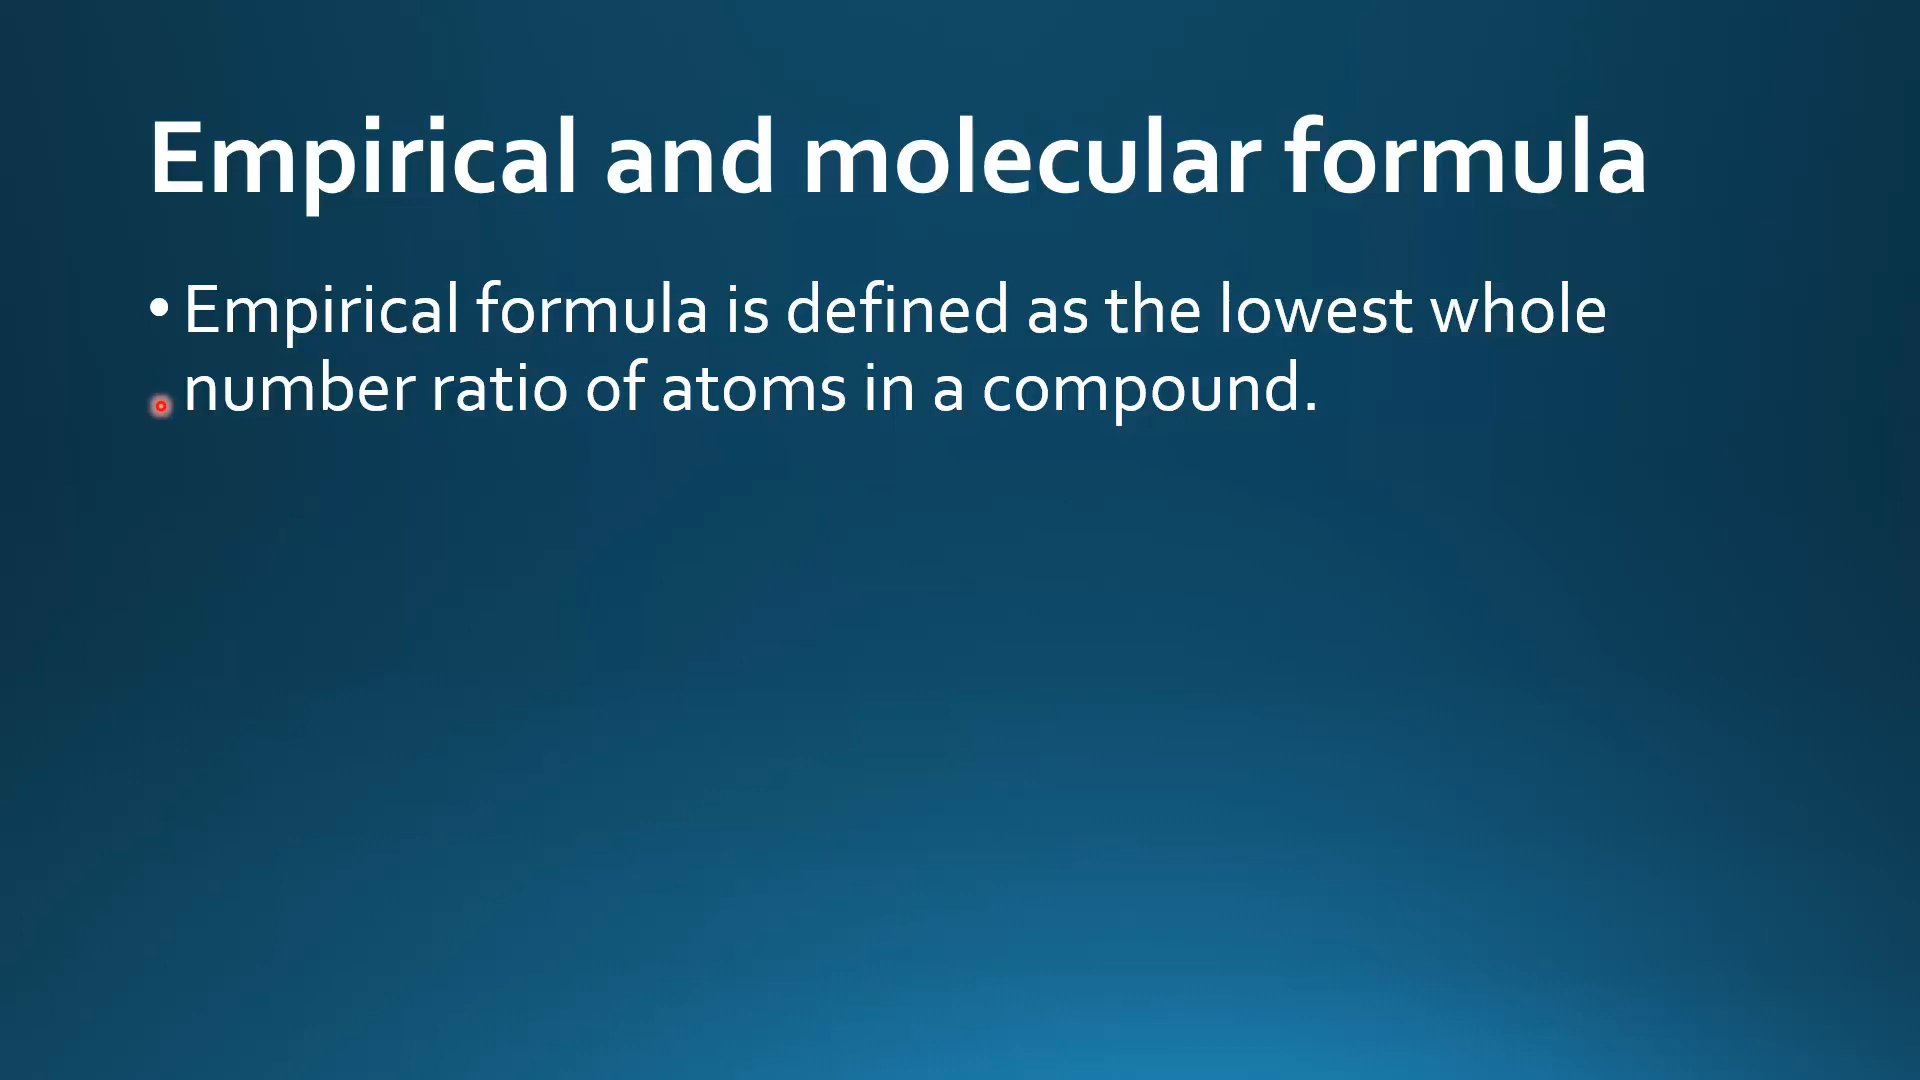 Empirical and molecular formula
• Empirical formula is defined as the lowest whole
number ratio of atoms in a compound.